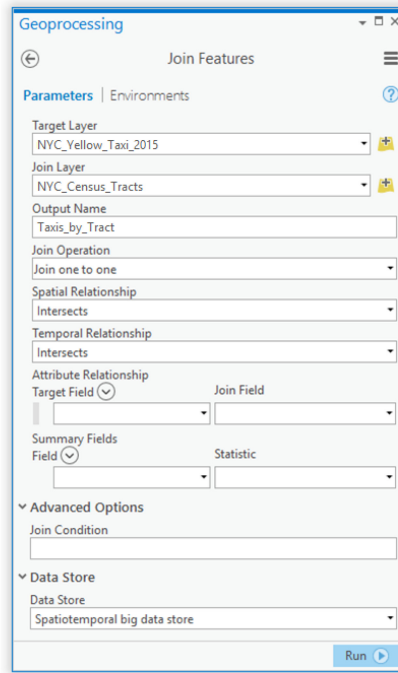 Geoprocessing
Join Features
Parameters | Environments
Target Layer
NYC_Yellow_Taxi_2015
Join Layer
NYC_Census_Tracts
Output Name
Taxis_by_Tract
Join Operation
Join one to one
Spatial Relationship
Intersects
Temporal Relationship
Intersects
Attribute Relationship
Target Field Join Field
Summary Fields
Field Statistic
Advanced Options
Join Condition
Data Store
Data Store
Spatiotemporal big data store
Run